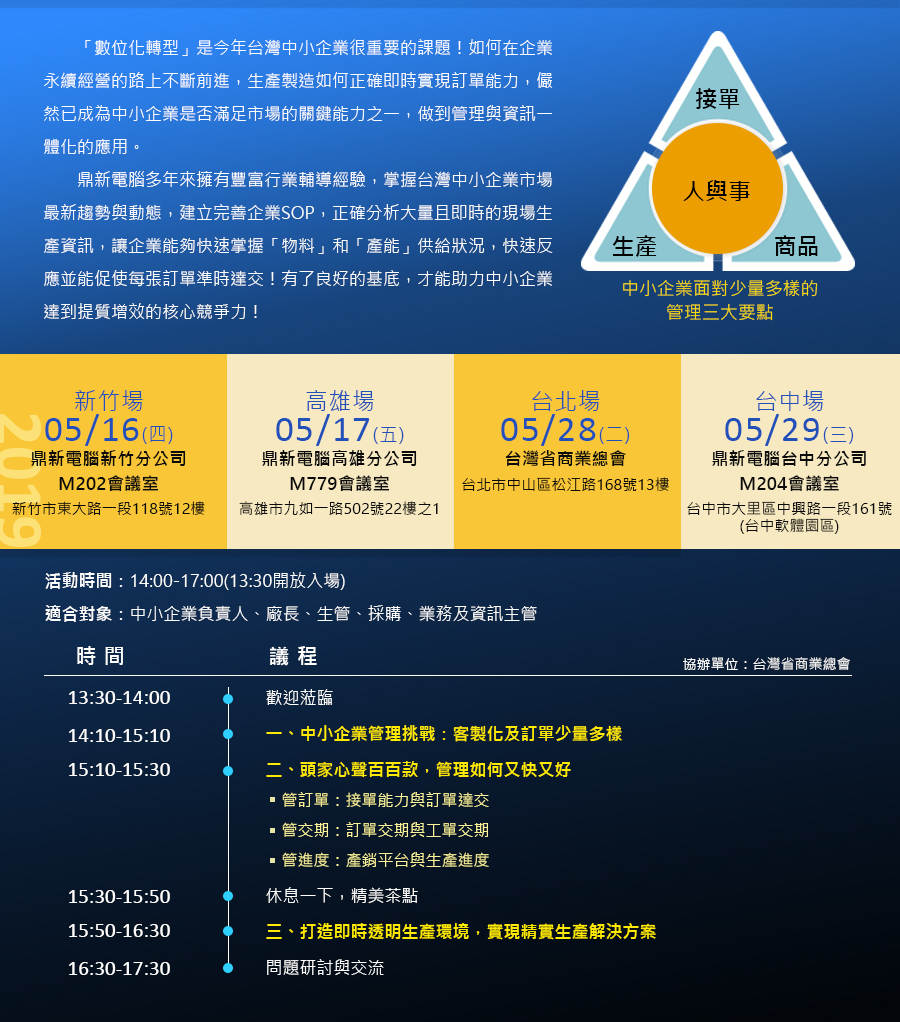 「數位化轉型」是今年台灣中小企業很重要的課題！如何在企業
永續經營的路上不斷前進，生產製造如何正確即時實現訂單能力，儼
然已成為中小企業是否滿足市場的關鍵能力之一，做到管理與資訊一
體化的應用。
鼎新電腦多年來擁有豐富行業輔導經驗，掌握台灣中小企業市場
最新趨勢與動態，建立完善企業SOP，正確分析大量且即時的現場生
產資訊，讓企業能夠快速掌握「物料」和「產能」供給狀況，快速反
應並能促使每張訂單準時達交！有了良好的基底，才能助力中小企業
達到提質增效的核心競爭力！
接單
人與事
生產
商品
中小企業面對少量多樣的
管理三大要點
2019
新竹場
05/16(四)
鼎新電腦新竹分公司
M202會議室
新竹市東大路一段118號12樓
高雄場
05/17(五)
鼎新電腦高雄分公司
M779會議室
高雄市九如一路502號22樓之1
台北場
05/28(二)
台灣省商業總會
台北市中山區松江路168號13樓
台中場
05/29(三)
鼎新電腦台中分公司
M204會議室
台中市大里區中興路一段161號
(台中軟體園區)
活動時間：14:00-17:00(13:30開放入場)
適合對象：中小企業負責人、廠長、生管、採購、業務及資訊主管
時間 議程
協辦單位：台灣省商業總會
13:30-14:00 歡迎蒞臨
14:10-15:10 一、中小企業管理挑戰：客製化及訂單少量多樣
15:10-15:30 二、頭家心聲百百款，管理如何又快又好
▪ 管訂單：接單能力與訂單達交
▪ 管交期：訂單交期與工單交期
▪ 管進度：產銷平台與生產進度
15:30-15:50 休息一下，精美茶點
15:50-16:30 三、打造即時透明生產環境，實現精實生產解決方案
16:30-17:30 問題研討與交流